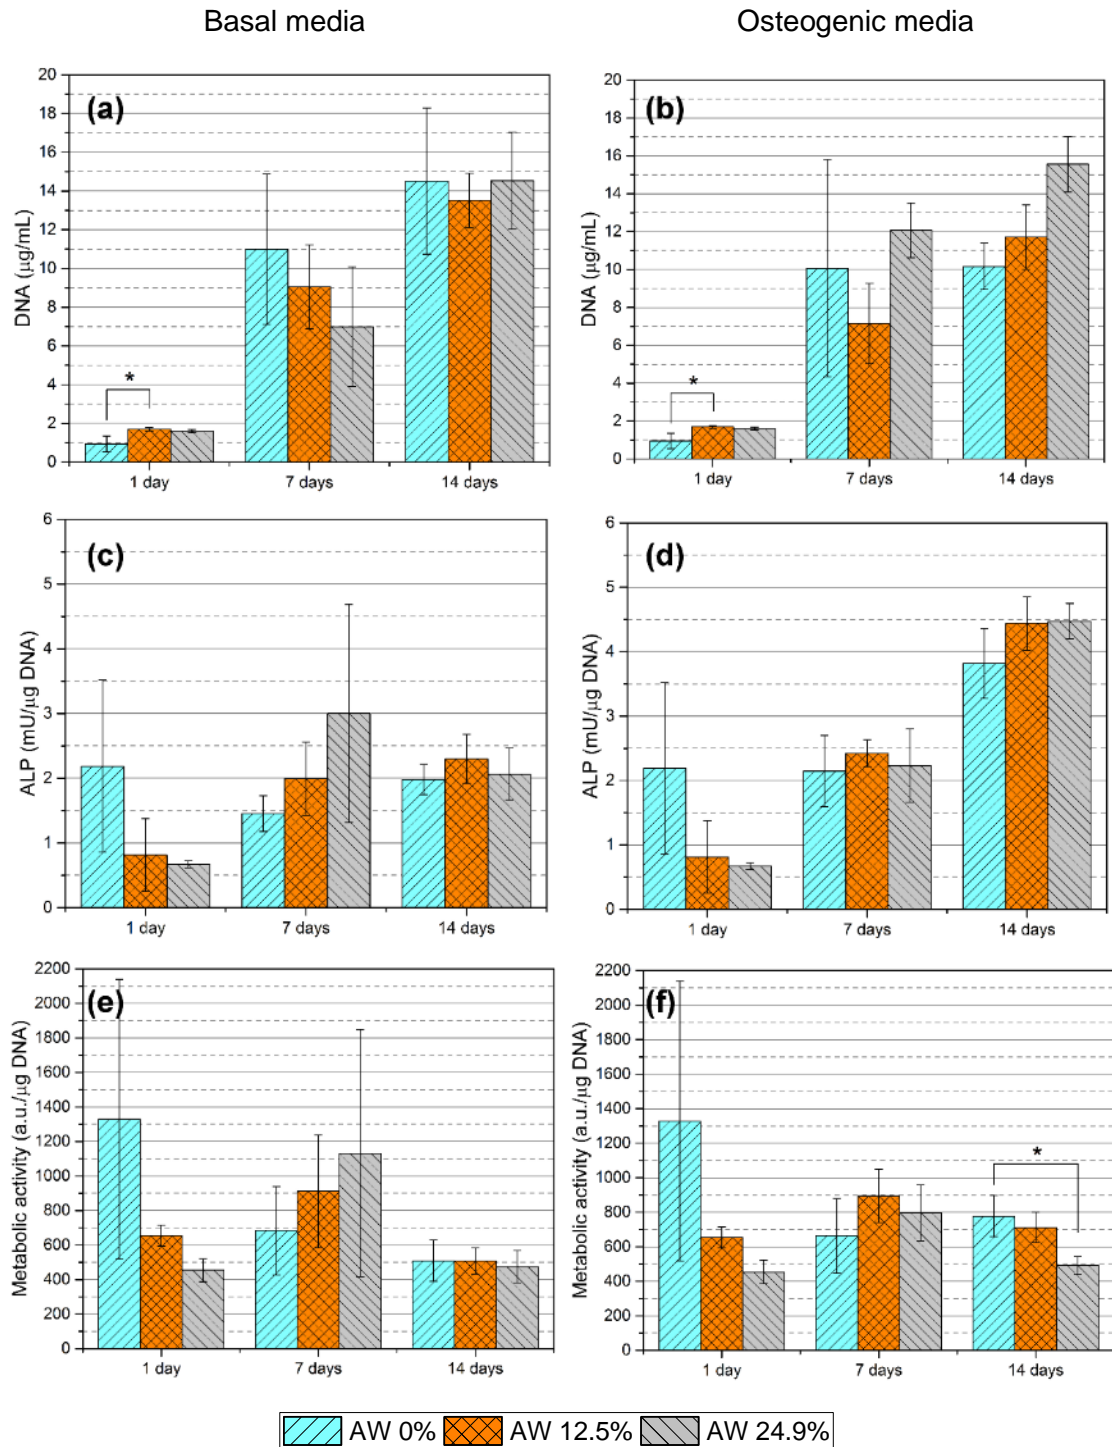 Basal media
Osteogenic media
(a)
DNA (μg/mL)
20
18
16
14
12
10
8
6
4
2
0
*
1 day
7 days
14 days
(b)
DNA (μg/mL)
20
18
16
14
12
10
8
6
4
2
0
*
1 day
7 days
14 days
(c)
ALP (mU/μg DNA)
6
5
4
3
2
1
0
1 day
7 days
14 days
(d)
ALP (mU/μg DNA)
6
5
4
3
2
1
0
1 day
7 days
14 days
(e)
Metabolic activity (a.u./μg DNA)
2200
2000
1800
1600
1400
1200
1000
800
600
400
200
0
1 day
7 days
14 days
(f)
Metabolic activity (a.u./μg DNA)
2200
2000
1800
1600
1400
1200
1000
800
600
400
200
0
*
1 day
7 days
14 days
AW 0% AW 12.5% AW 24.9%